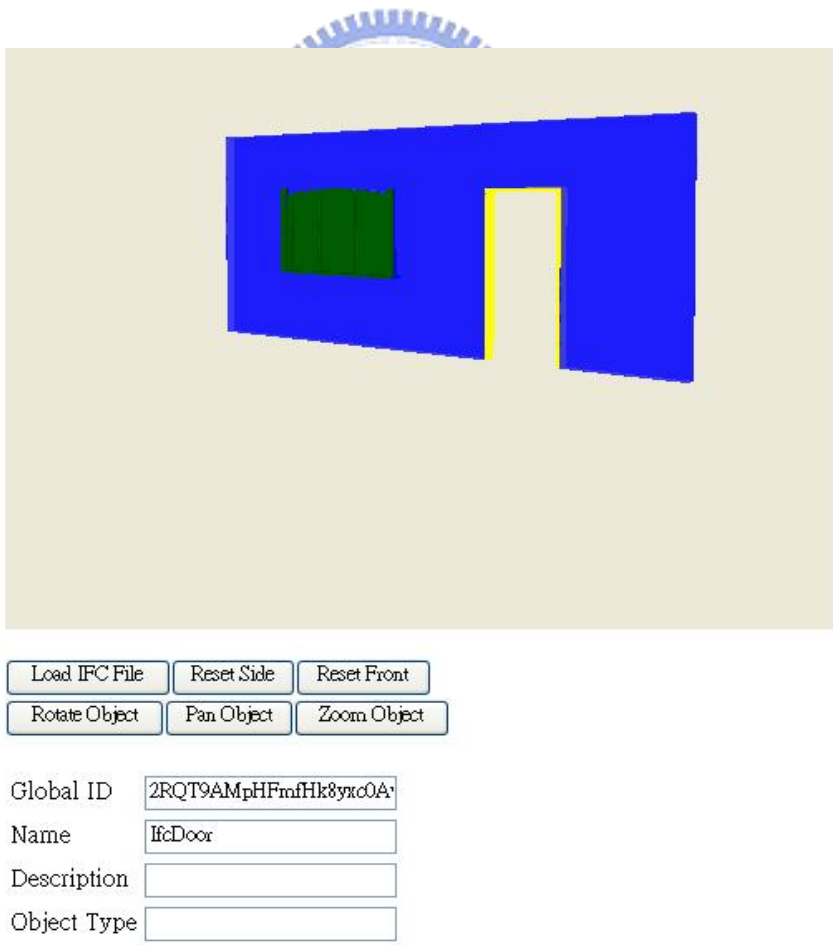 Load IFC File Reset Side Reset Front
Rotate Object Pan Object Zoom Object
Global ID 2RQT9AMpHFmfHk8yxc0A
Name IfcDoor
Description
Object Type